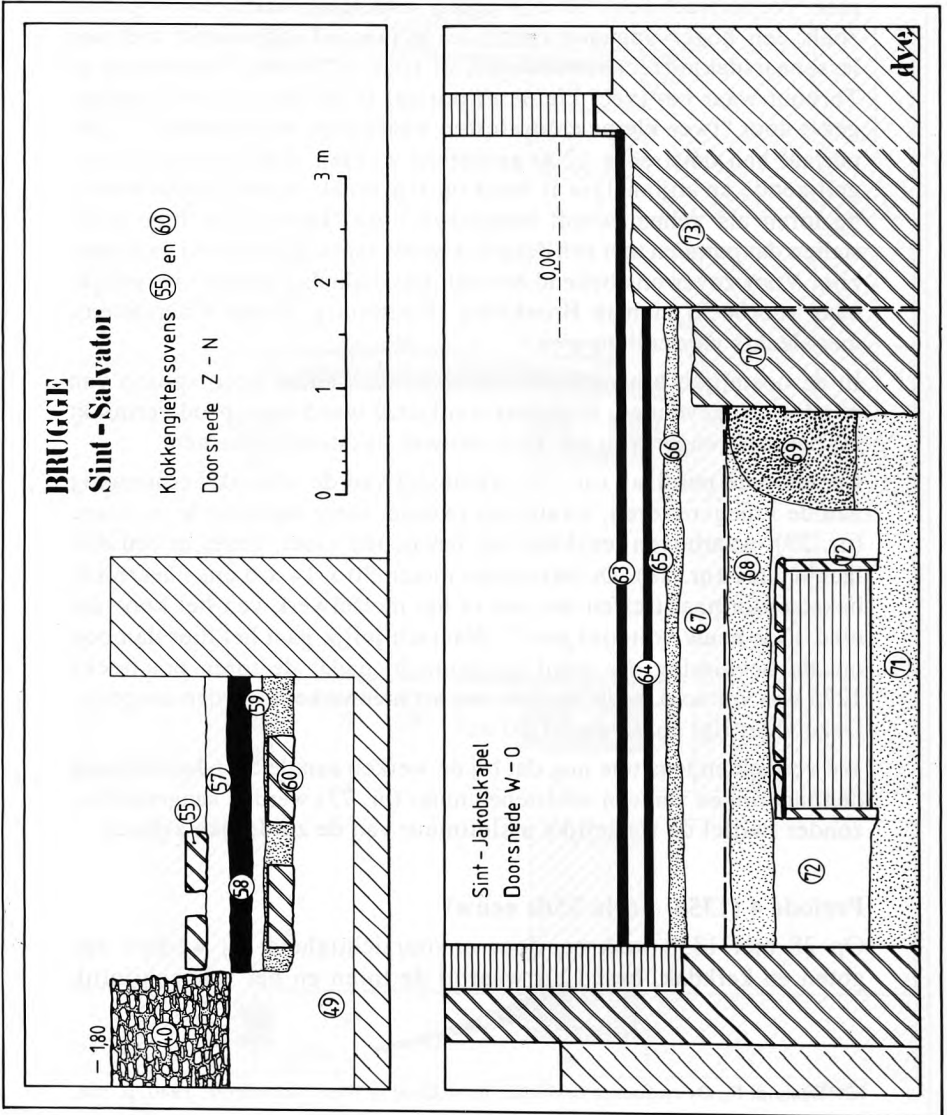 BRUGGE
Sint-Salvator
Klokkengietersovens 55 en 60
Doorsnede Z-N
0 1 2 3 m
-1,80
40
55
57
58
59
60
49
Sint-Jakobskapel
Doorsnede W-O
0,00
63
64
65
66
67
68
69
70
73
72
72
71
dve.